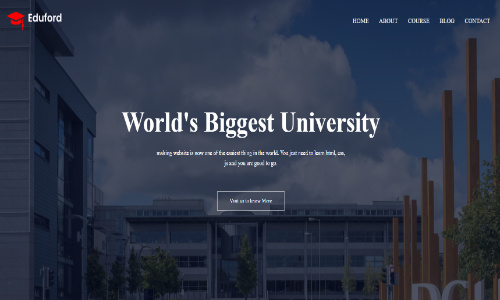 Eduford
HOME ABOUT COURSE BLOG CONTACT
World's Biggest University
making website is now one of the easiest thing in the world. You just need to learn html, css,
js and you are good to go.
Visit us to know More